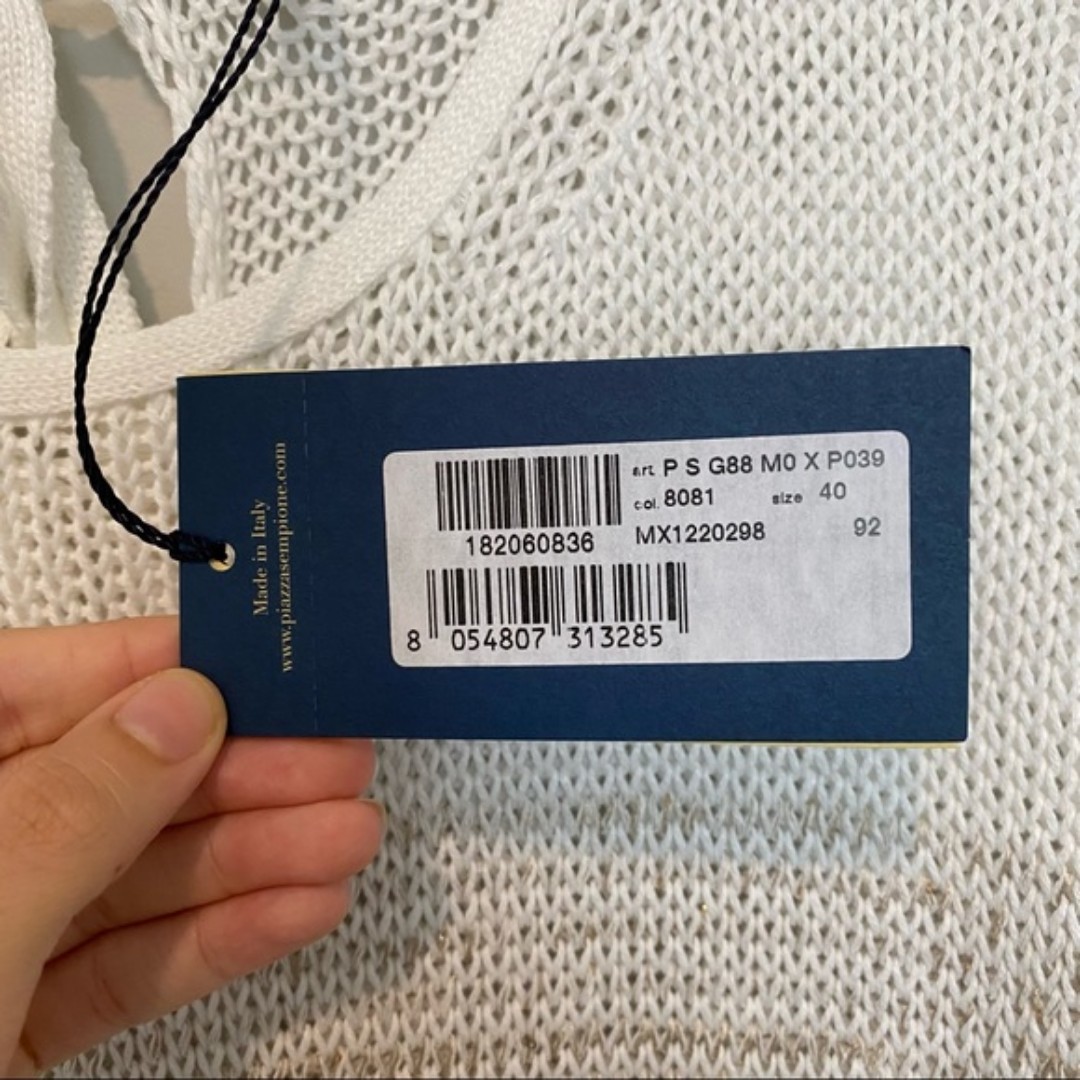 Made in Italy
www.piazzasempione.com
art. P S G88 M0 X P039
col. 8081 size 40
182060836 MX1220298 92
8 054807 313285